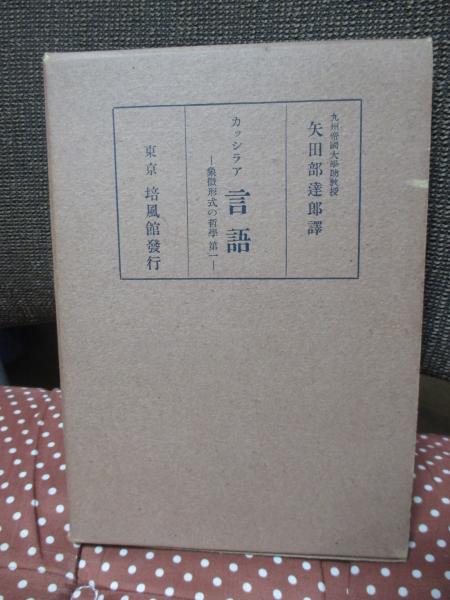 九州帝國大學助教授
矢田部達郎譯
カッシラア
言語
―象徴形式の哲學 第一―
東京 培風館發行